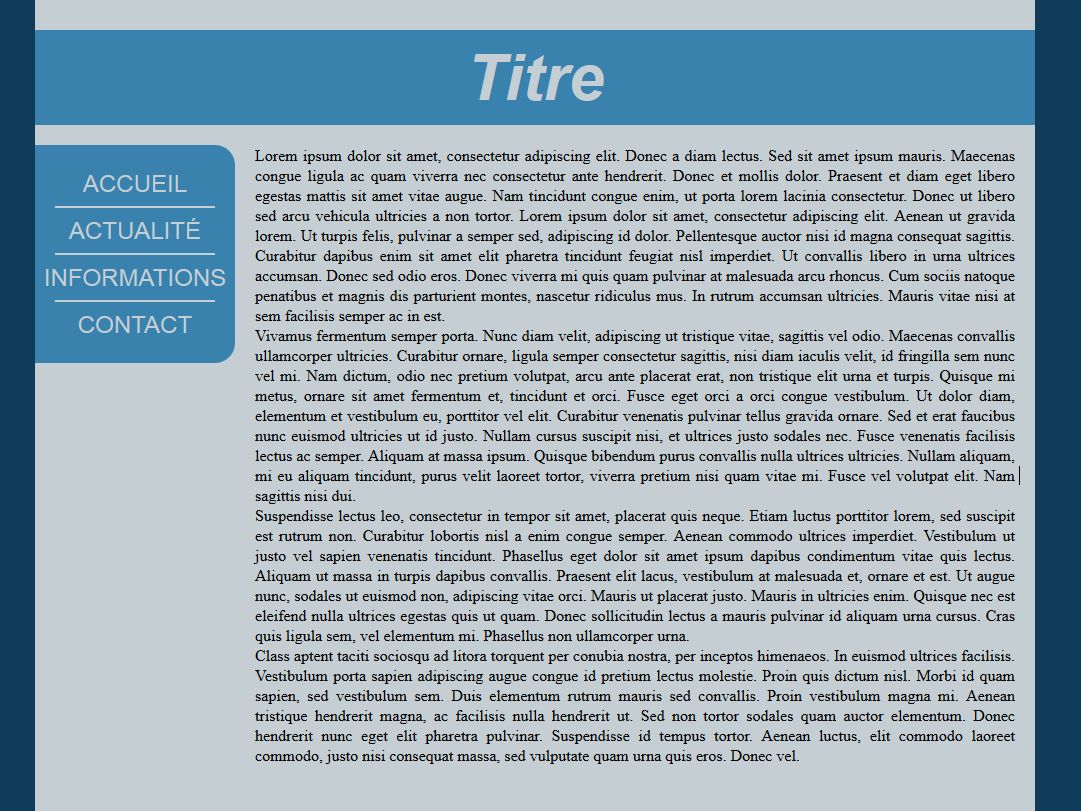 Titre
ACCUEIL
ACTUALITÉ
INFORMATIONS
CONTACT
Lorem ipsum dolor sit amet, consectetur adipiscing elit. Donec a diam lectus. Sed sit amet ipsum mauris. Maecenas
congue ligula ac quam viverra nec consectetur ante hendrerit. Donec et mollis dolor. Praesent et diam eget libero
egestas mattis sit amet vitae augue. Nam tincidunt congue enim, ut porta lorem lacinia consectetur. Donec ut libero
sed arcu vehicula ultricies a non tortor. Lorem ipsum dolor sit amet, consectetur adipiscing elit. Aenean ut gravida
lorem. Ut turpis felis, pulvinar a semper sed, adipiscing id dolor. Pellentesque auctor nisi id magna consequat sagittis.
Curabitur dapibus enim sit amet elit pharetra tincidunt feugiat nisl imperdiet. Ut convallis libero in urna ultrices
accumsan. Donec sed odio eros. Donec viverra mi quis quam pulvinar at malesuada arcu rhoncus. Cum sociis natoque
penatibus et magnis dis parturient montes, nascetur ridiculus mus. In rutrum accumsan ultricies. Mauris vitae nisi at
sem facilisis semper ac in est.
Vivamus fermentum semper porta. Nunc diam velit, adipiscing ut tristique vitae, sagittis vel odio. Maecenas convallis
ullamcorper ultricies. Curabitur ornare, ligula semper consectetur sagittis, nisi diam iaculis velit, id fringilla sem nunc
vel mi. Nam dictum, odio nec pretium volutpat, arcu ante placerat erat, non tristique elit urna et turpis. Quisque mi
metus, ornare sit amet fermentum et, tincidunt et orci. Fusce eget orci a orci congue vestibulum. Ut dolor diam,
elementum et vestibulum eu, porttitor vel elit. Curabitur venenatis pulvinar tellus gravida ornare. Sed et erat faucibus
nunc euismod ultricies ut id justo. Nullam cursus suscipit nisi, et ultrices justo sodales nec. Fusce venenatis facilisis
lectus ac semper. Aliquam at massa ipsum. Quisque bibendum purus convallis nulla ultrices ultricies. Nullam aliquam,
mi eu aliquam tincidunt, purus velit laoreet tortor, viverra pretium nisi quam vitae mi. Fusce vel volutpat elit. Nam
sagittis nisi dui.
Suspendisse lectus leo, consectetur in tempor sit amet, placerat quis neque. Etiam luctus porttitor lorem, sed suscipit
est rutrum non. Curabitur lobortis nisl a enim congue semper. Aenean commodo ultrices imperdiet. Vestibulum ut
justo vel sapien venenatis tincidunt. Phasellus eget dolor sit amet ipsum dapibus condimentum vitae quis lectus.
Aliquam ut massa in turpis dapibus convallis. Praesent elit lacus, vestibulum at malesuada et, ornare et est. Ut augue
nunc, sodales ut euismod non, adipiscing vitae orci. Mauris ut placerat justo. Mauris in ultricies enim. Quisque nec est
eleifend nulla ultrices egestas quis ut quam. Donec sollicitudin lectus a mauris pulvinar id aliquam urna cursus. Cras
quis ligula sem, vel elementum mi. Phasellus non ullamcorper urna.
Class aptent taciti sociosqu ad litora torquent per conubia nostra, per inceptos himenaeos. In euismod ultrices facilisis.
Vestibulum porta sapien adipiscing augue congue id pretium lectus molestie. Proin quis dictum nisl. Morbi id quam
sapien, sed vestibulum sem. Duis elementum rutrum mauris sed convallis. Proin vestibulum magna mi. Aenean
tristique hendrerit magna, ac facilisis nulla hendrerit ut. Sed non tortor sodales quam auctor elementum. Donec
hendrerit nunc eget elit pharetra pulvinar. Suspendisse id tempus tortor. Aenean luctus, elit commodo laoreet
commodo, justo nisi consequat massa, sed vulputate quam urna quis eros. Donec vel.